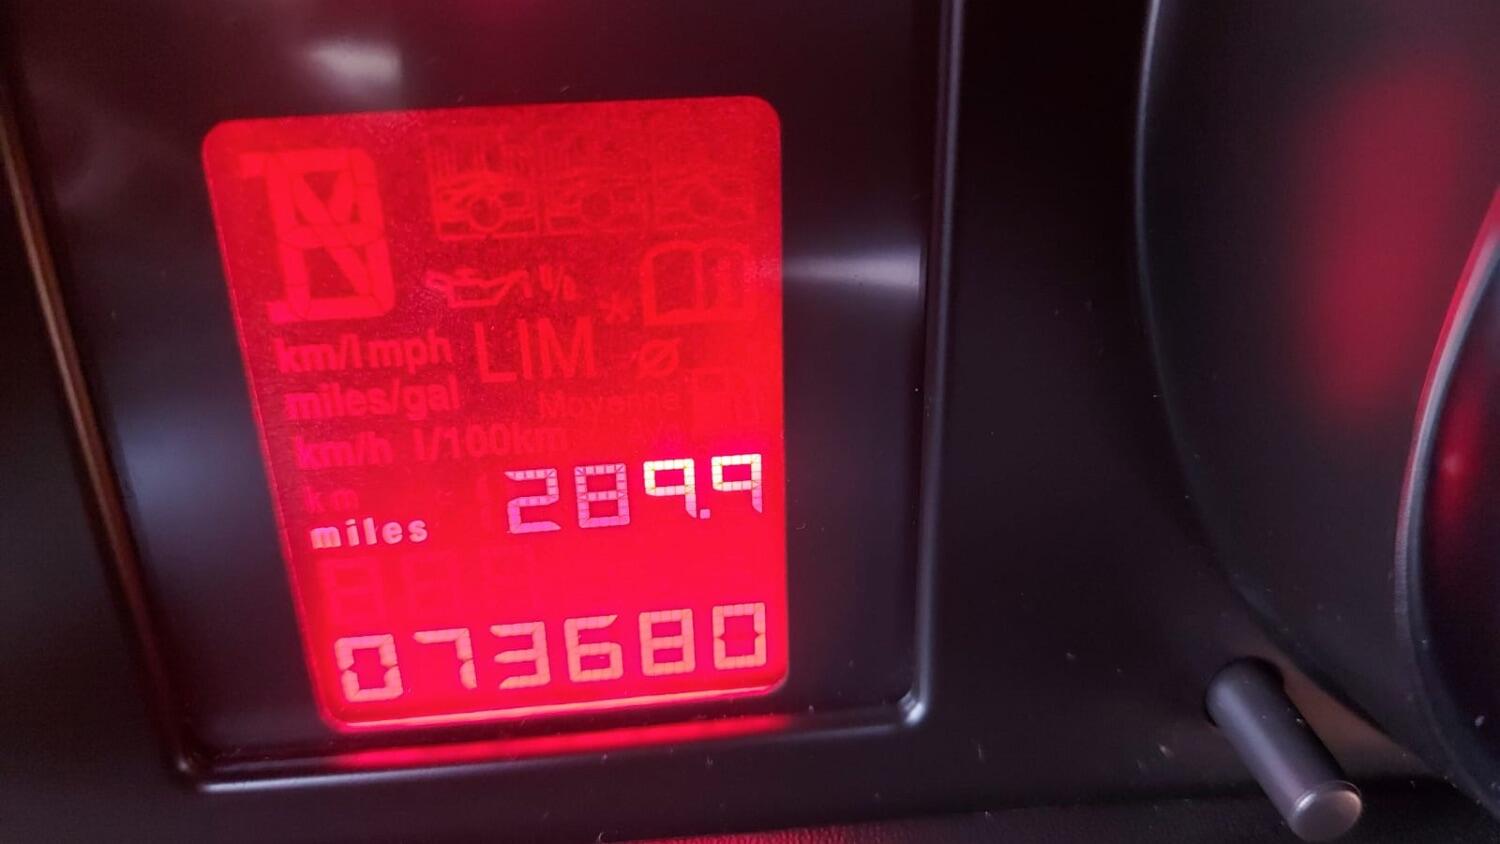 %
km/l mph LIM
miles/gal
Moyenne
km/h l/100km
km
miles 289.9
073680